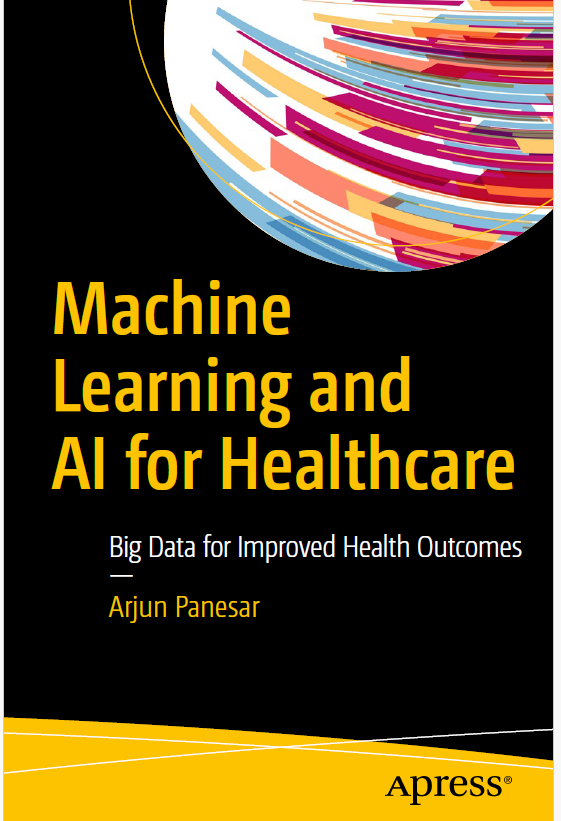 Machine
Learning and
AI for Healthcare
Big Data for Improved Health Outcomes
—
Arjun Panesar
Apress®